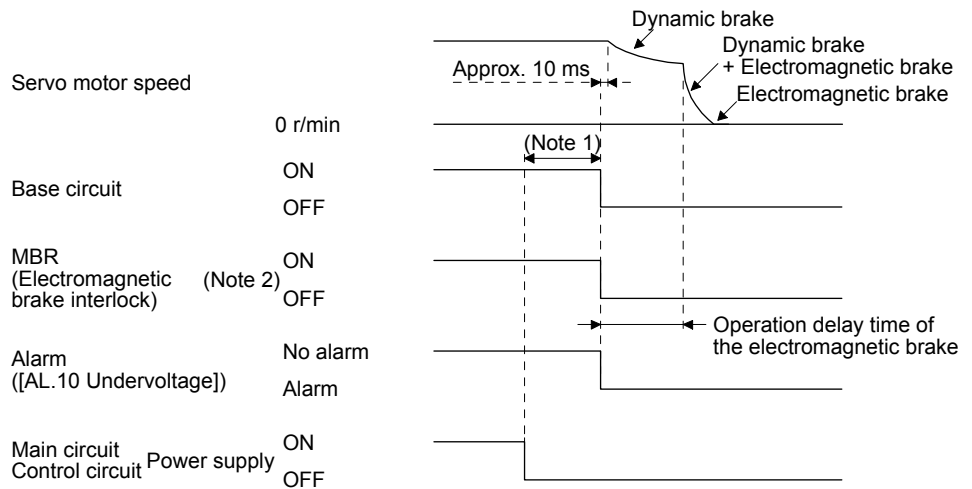 Dynamic brake
Dynamic brake
+ Electromagnetic brake
Electromagnetic brake
Approx. 10 ms
Servo motor speed
0 r/min
(Note 1)
ON
Base circuit
OFF
MBR
(Electromagnetic
brake interlock)
(Note 2)
ON
OFF
Operation delay time of
the electromagnetic brake
Alarm
([AL.10 Undervoltage])
No alarm
Alarm
Main circuit
Control circuit
Power supply
ON
OFF